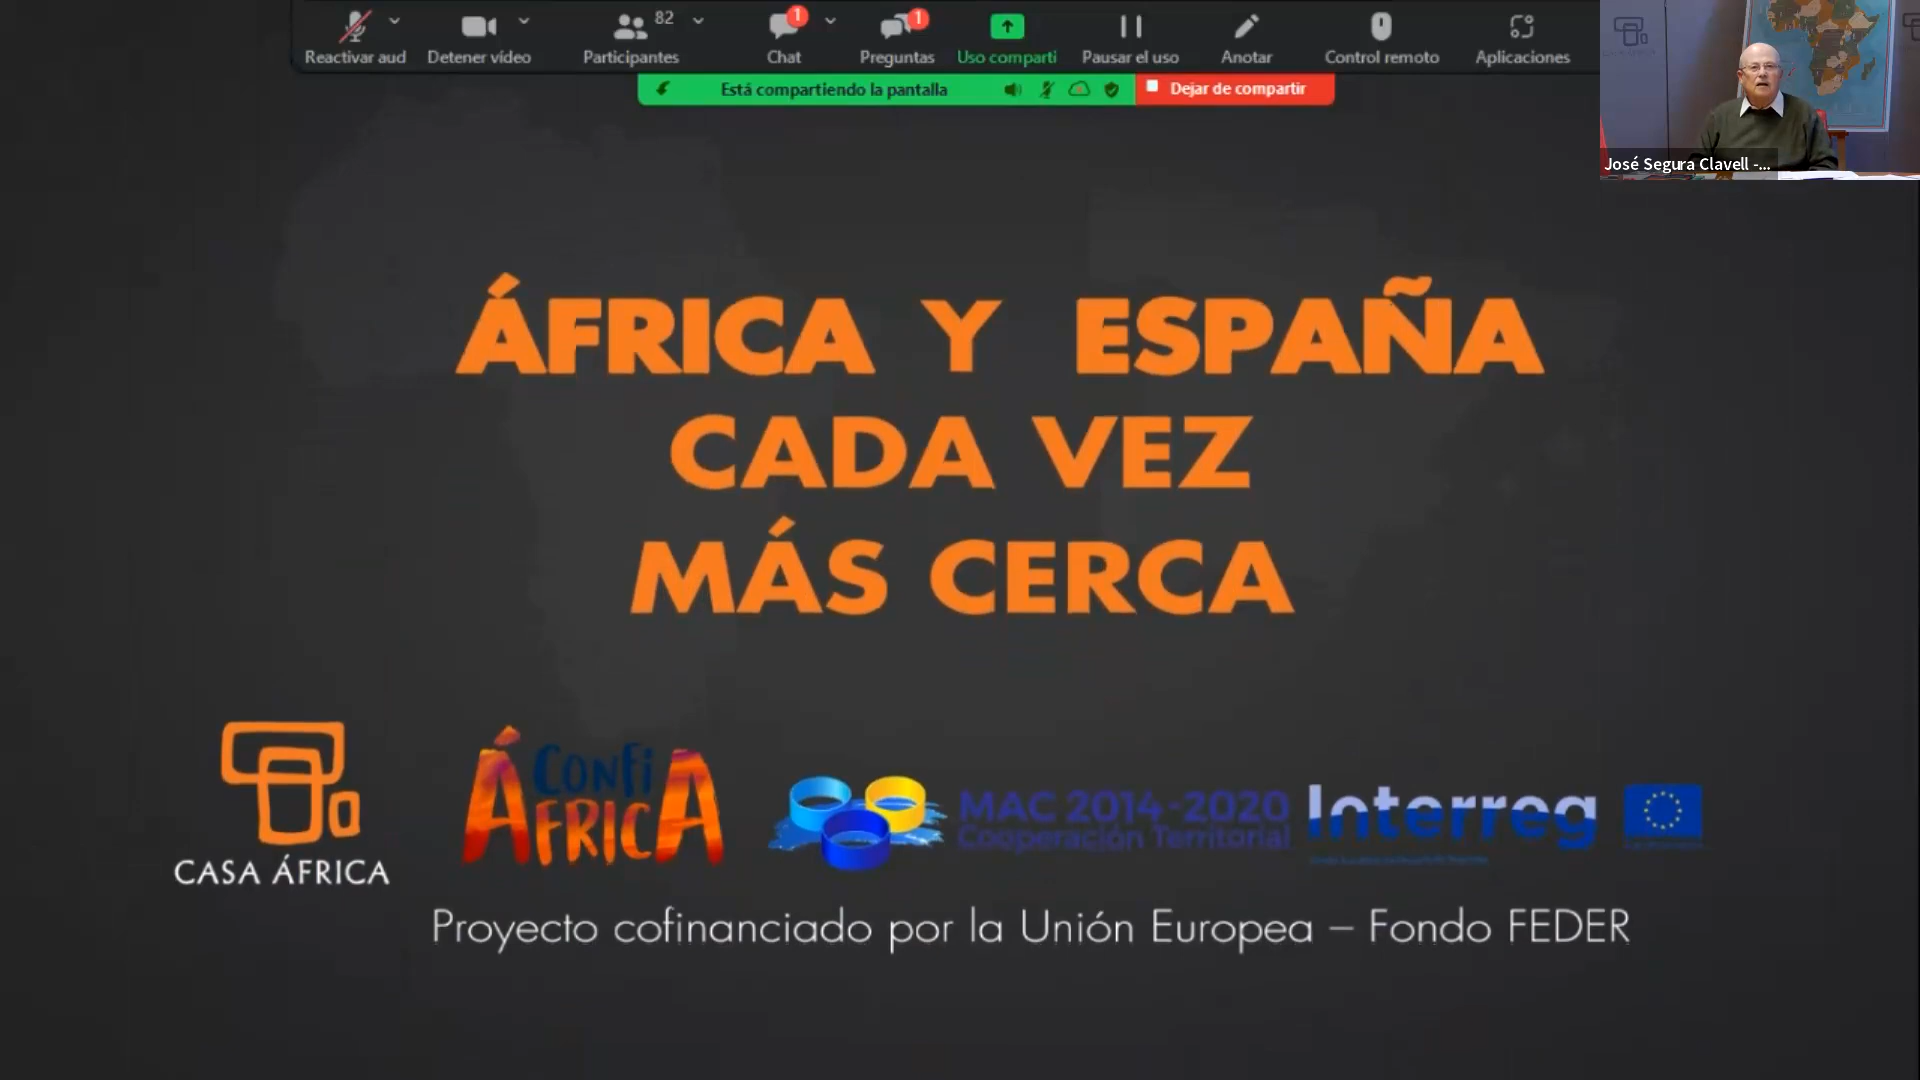 Reactivar aud
Detener vídeo
Participantes
82
Chat
1
Preguntas
1
Uso comparti
Pausar el uso
Anotar
Control remoto
Aplicaciones
Está compartiendo la pantalla
Dejar de compartir
José Segura Clavell -...
ÁFRICA Y ESPAÑA
CADA VEZ
MÁS CERCA
CASA ÁFRICA
CONFI
ÁFRICA
MAC 2014-2020
Cooperación Territorial
Interreg
Proyecto cofinanciado por la Unión Europea – Fondo FEDER